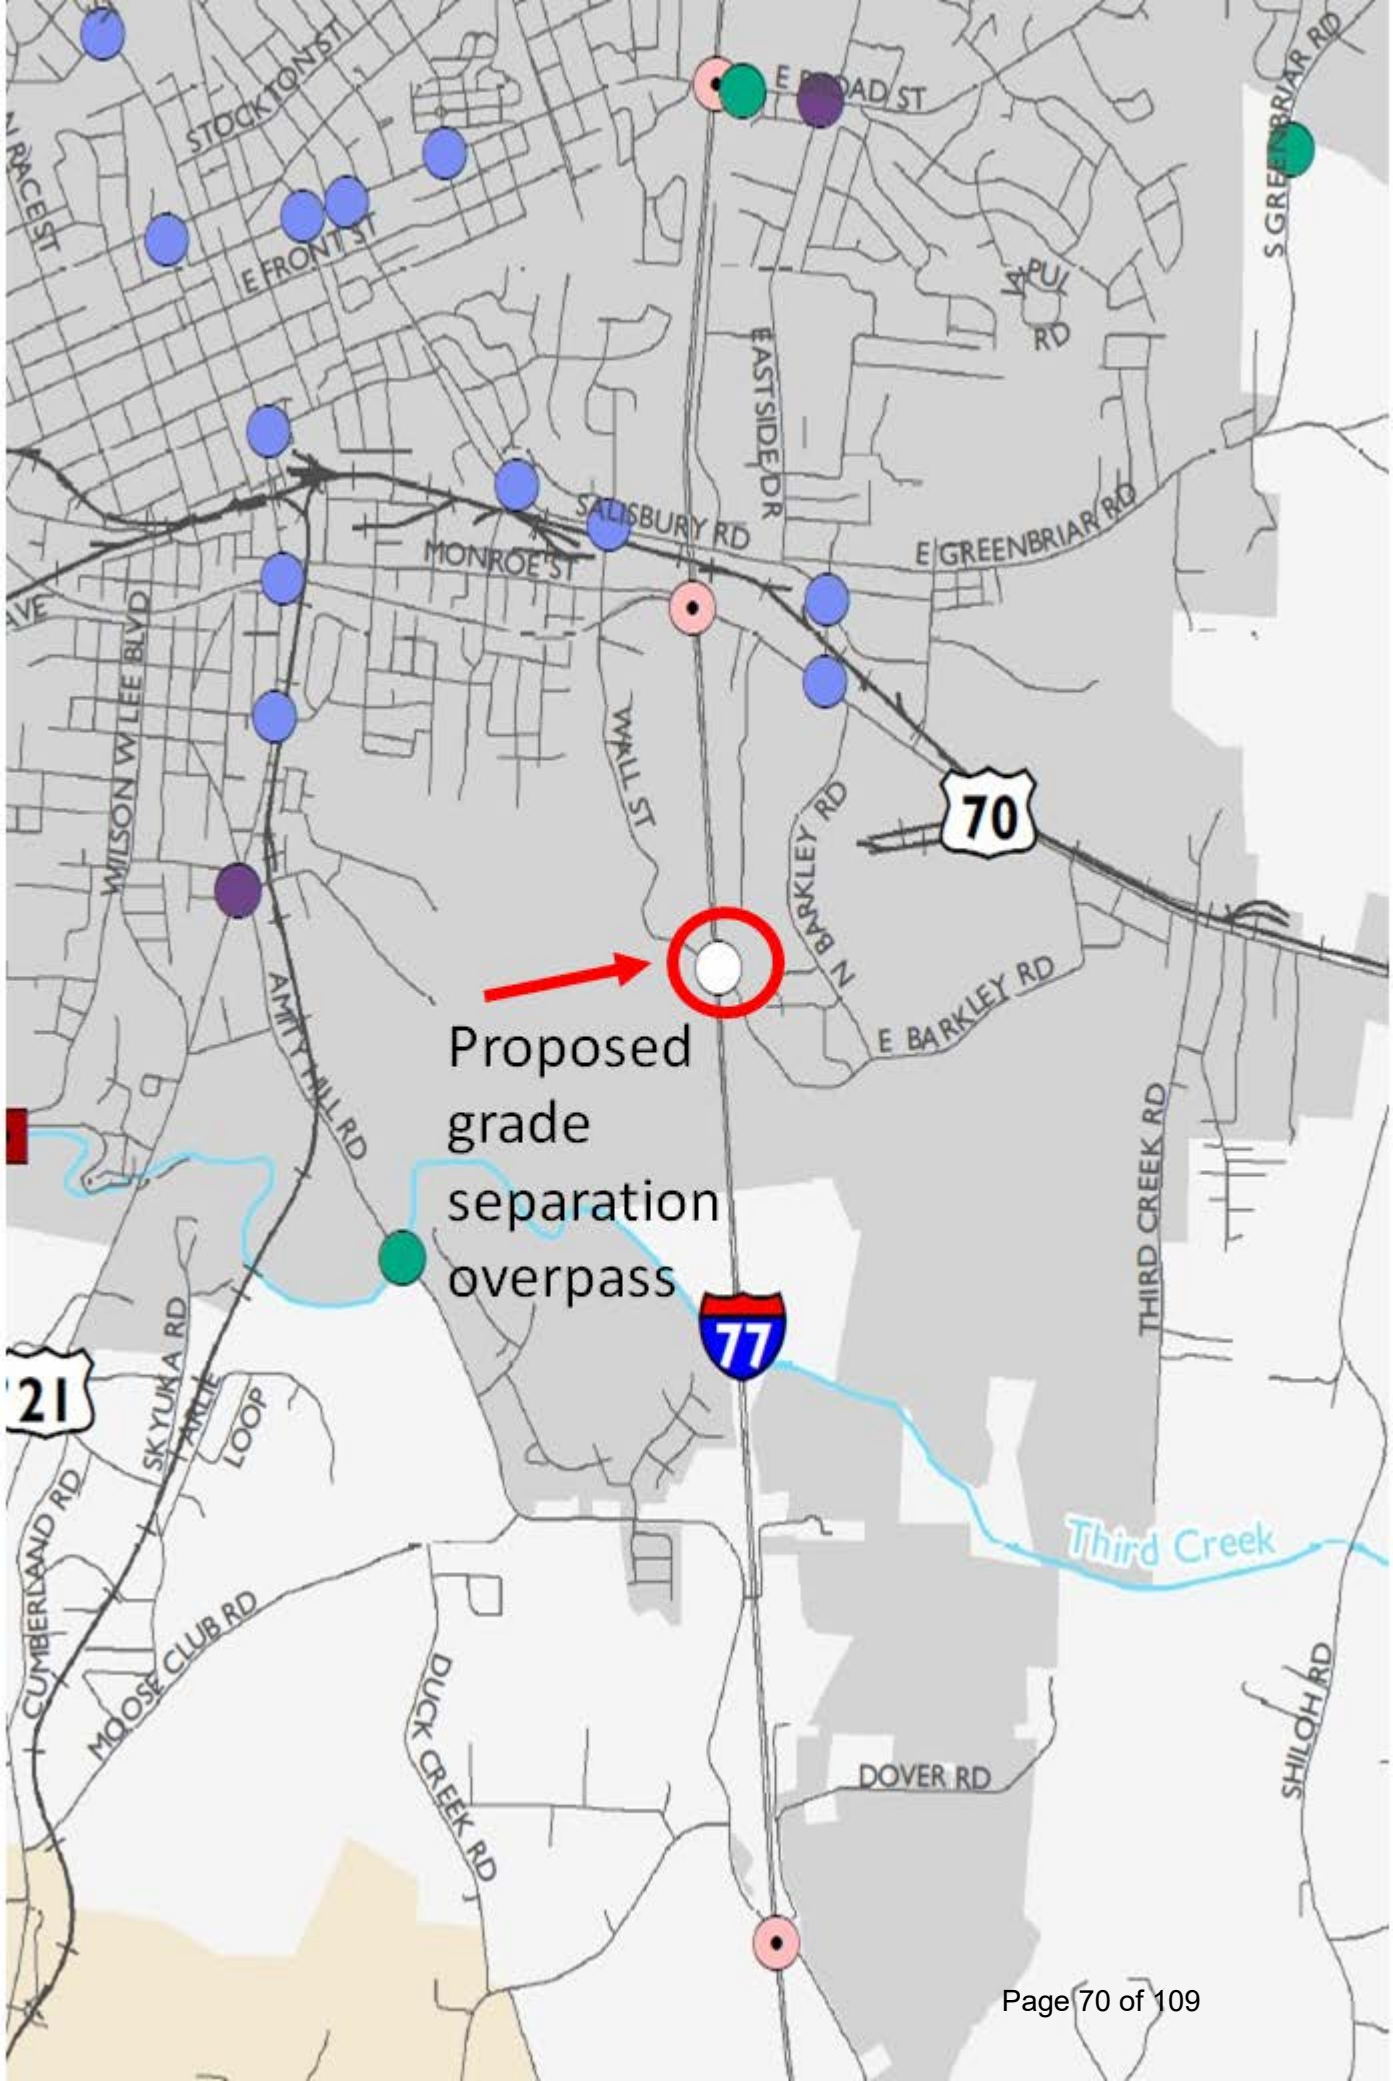 STOCKTON ST
E BROAD ST
S GREENBRIAR RD
N RACE ST
E FRONT ST
RD
EASTSIDE DR
SALISBURY RD
E GREENBRIAR RD
MONROE ST
WILSON W LEE BLVD
WALL ST
N BARKLEY RD
70
E BARKLEY RD
AMITY HILL RD
Proposed
grade
separation
overpass
THIRD CREEK RD
77
21
SKYUKA RD
ARLIE
LOOP
CUMBERLAND RD
MOOSE CLUB RD
Third Creek
DUCK CREEK RD
DOVER RD
SHILOH RD
Page 70 of 109